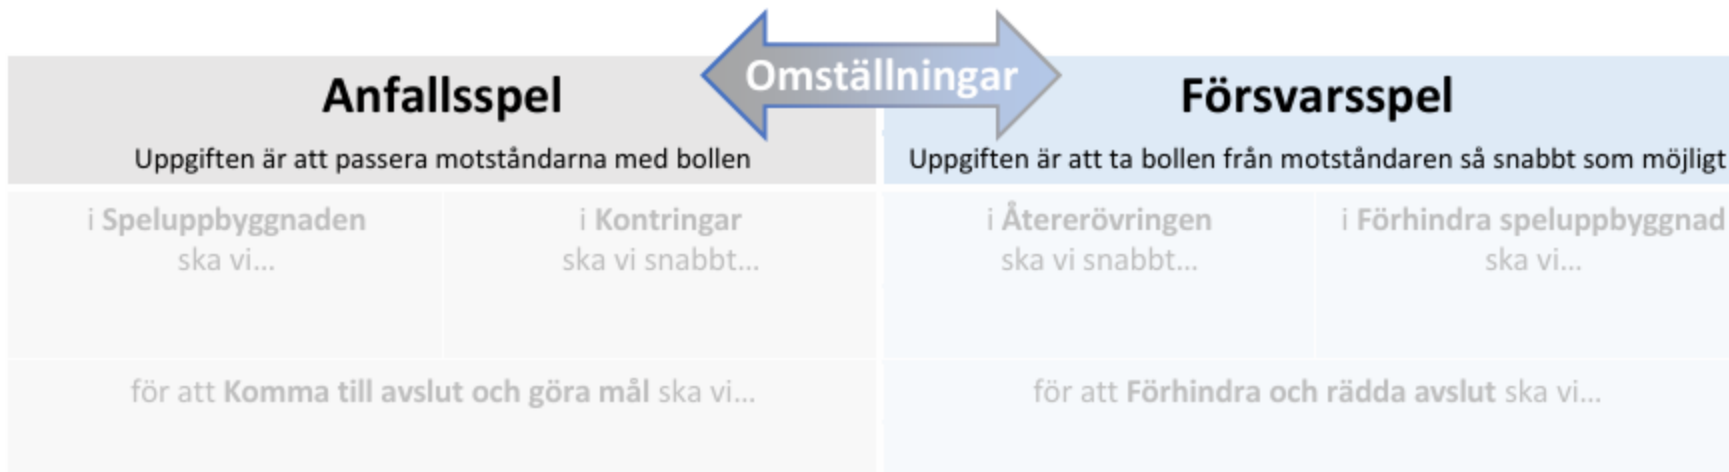 Omställningar
Anfallsspel
Uppgiften är att passera motståndarna med bollen
Försvarsspel
Uppgiften är att ta bollen från motståndaren så snabbt som möjligt
i Speluppbyggnaden
ska vi...
i Kontringar
ska vi snabbt...
i Återerövringen
ska vi snabbt...
i Förhindra speluppbyggnad
ska vi...
för att Komma till avslut och göra mål ska vi...
för att Förhindra och rädda avslut ska vi...